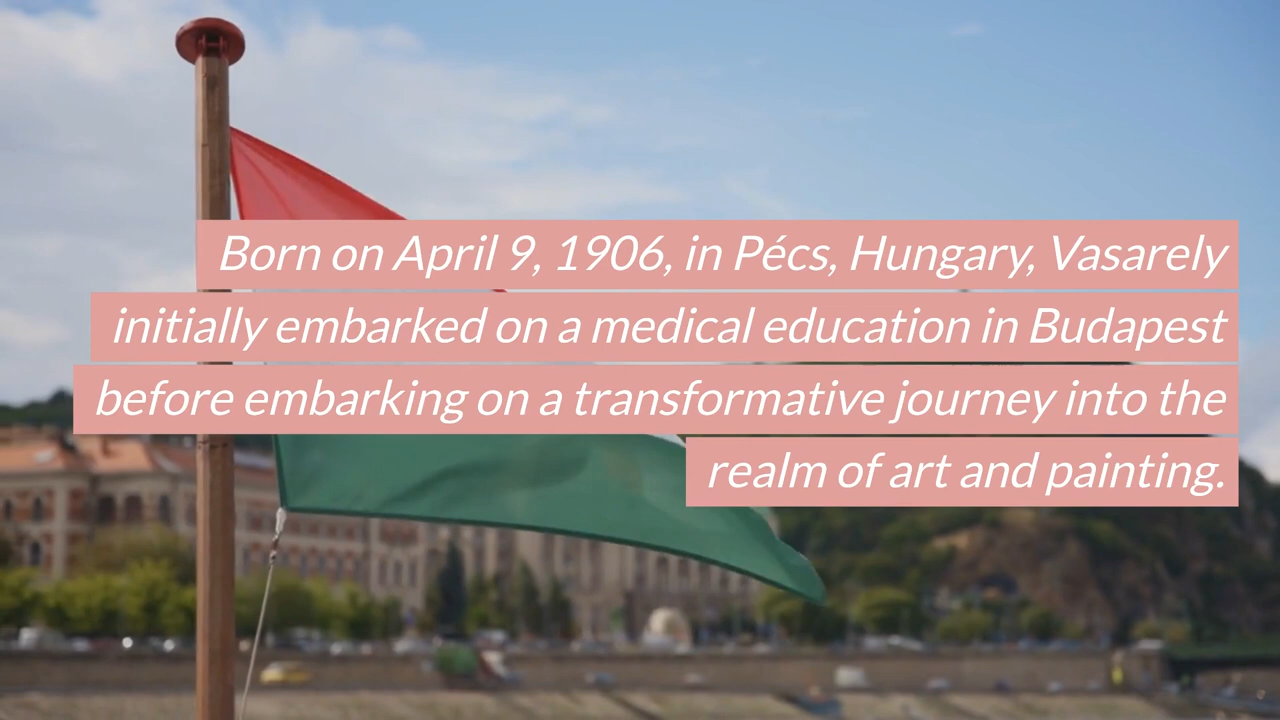 Born on April 9, 1906, in Pécs, Hungary, Vasarely
initially embarked on a medical education in Budapest
before embarking on a transformative journey into the
realm of art and painting.